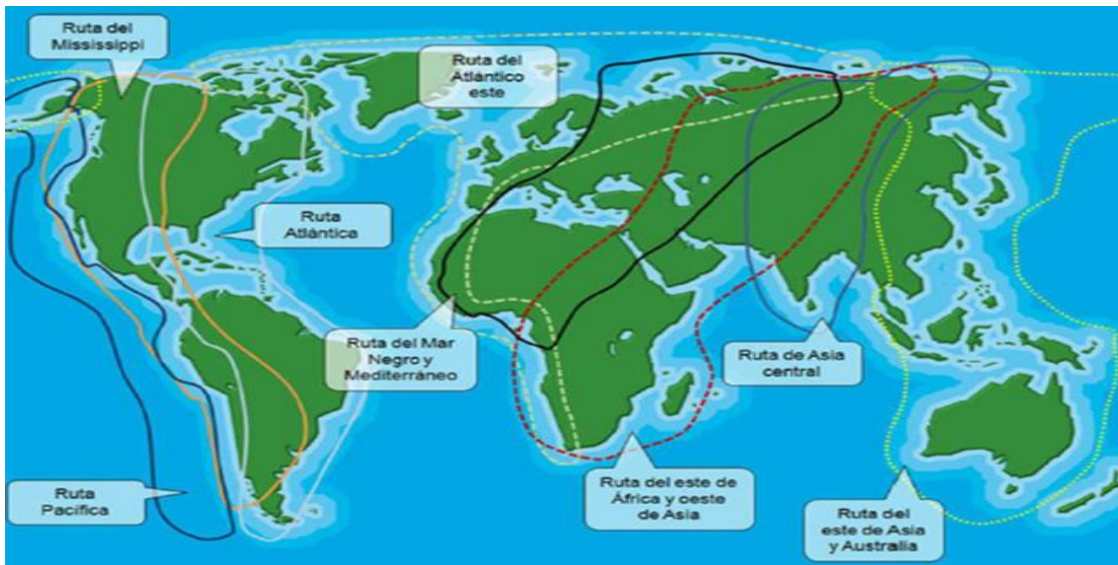 Ruta del
Mississippi
Ruta del
Atlántico
este
Ruta
Atlántica
Ruta del Mar
Negro y
Mediterráneo
Ruta de Asia
central
Ruta
Pacífica
Ruta del este de
África y oeste
de Asia
Ruta del
este de Asia
y Australia